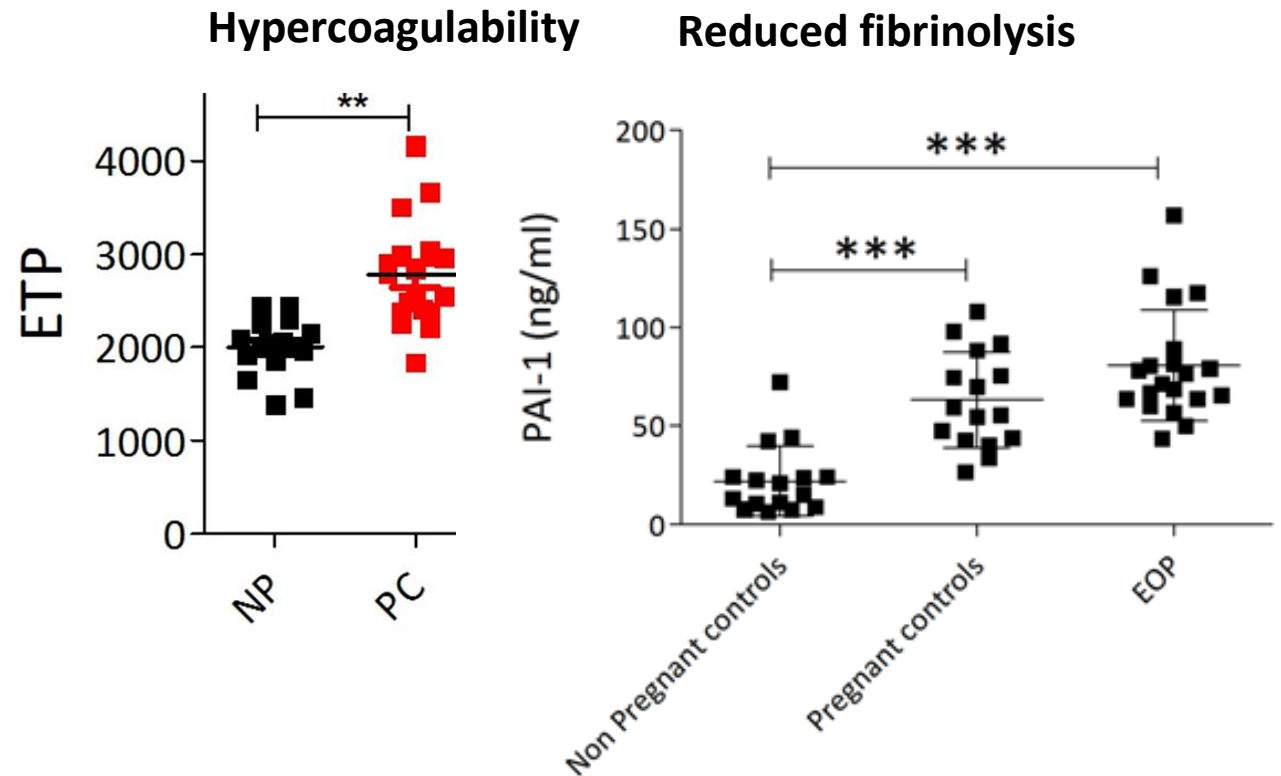 Hypercoagulability
**
ETP
4000
3000
2000
1000
0
NP
PC
Reduced fibrinolysis
***
***
PAI-1 (ng/ml)
200
150
100
50
0
Non Pregnant controls
Pregnant controls
EOP